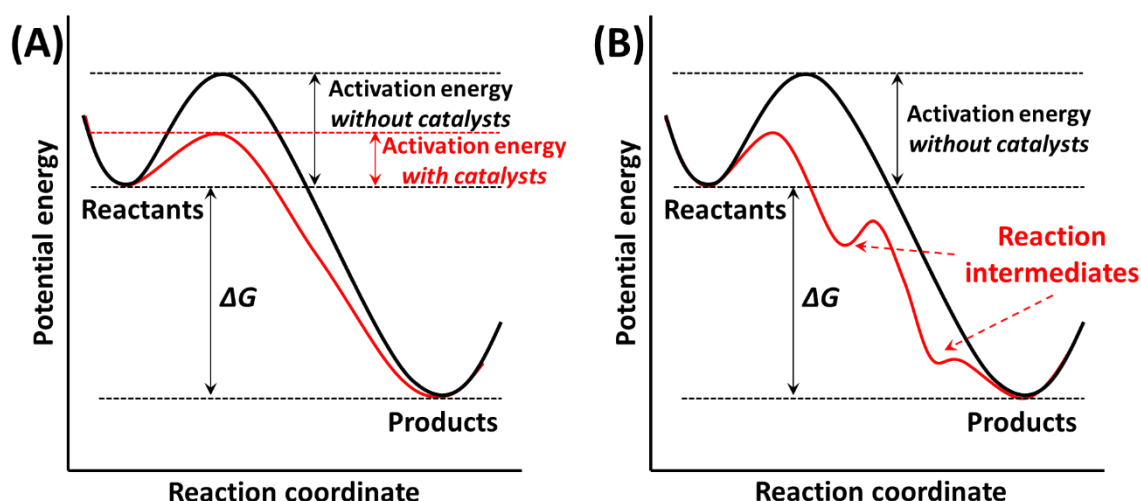 (A)
Potential energy
Activation energy
without catalysts
Activation energy
with catalysts
Reactants
ΔG
Products
Reaction coordinate
(B)
Potential energy
Activation energy
without catalysts
Reactants
Reaction
intermediates
ΔG
Products
Reaction coordinate